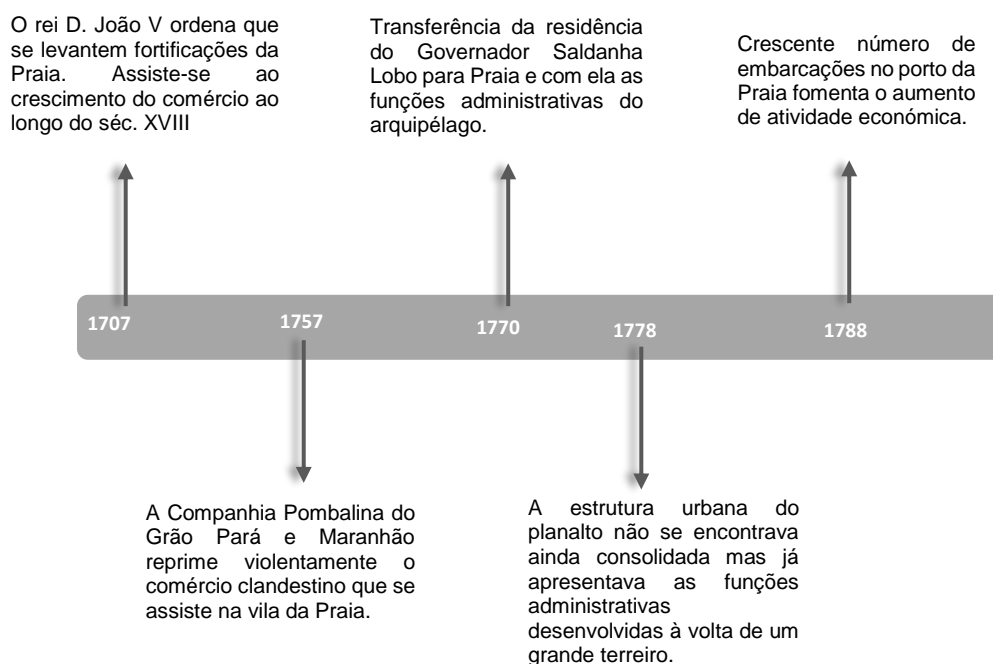 O rei D. João V ordena que
se levantem fortificações da
Praia. Assiste-se ao
crescimento do comércio ao
longo do séc. XVIII
Transferência da residência
do Governador Saldanha
Lobo para Praia e com ela as
funções administrativas do
arquipélago.
Crescente número de
embarcações no porto da
Praia fomenta o aumento
de atividade económica.
1707
1757
1770
1778
1788
A Companhia Pombalina do
Grão Pará e Maranhão
reprime violentamente o
comércio clandestino que se
assiste na vila da Praia.
A estrutura urbana do
planalto não se encontrava
ainda consolidada mas já
apresentava as funções
administrativas
desenvolvidas à volta de um
grande terreiro.